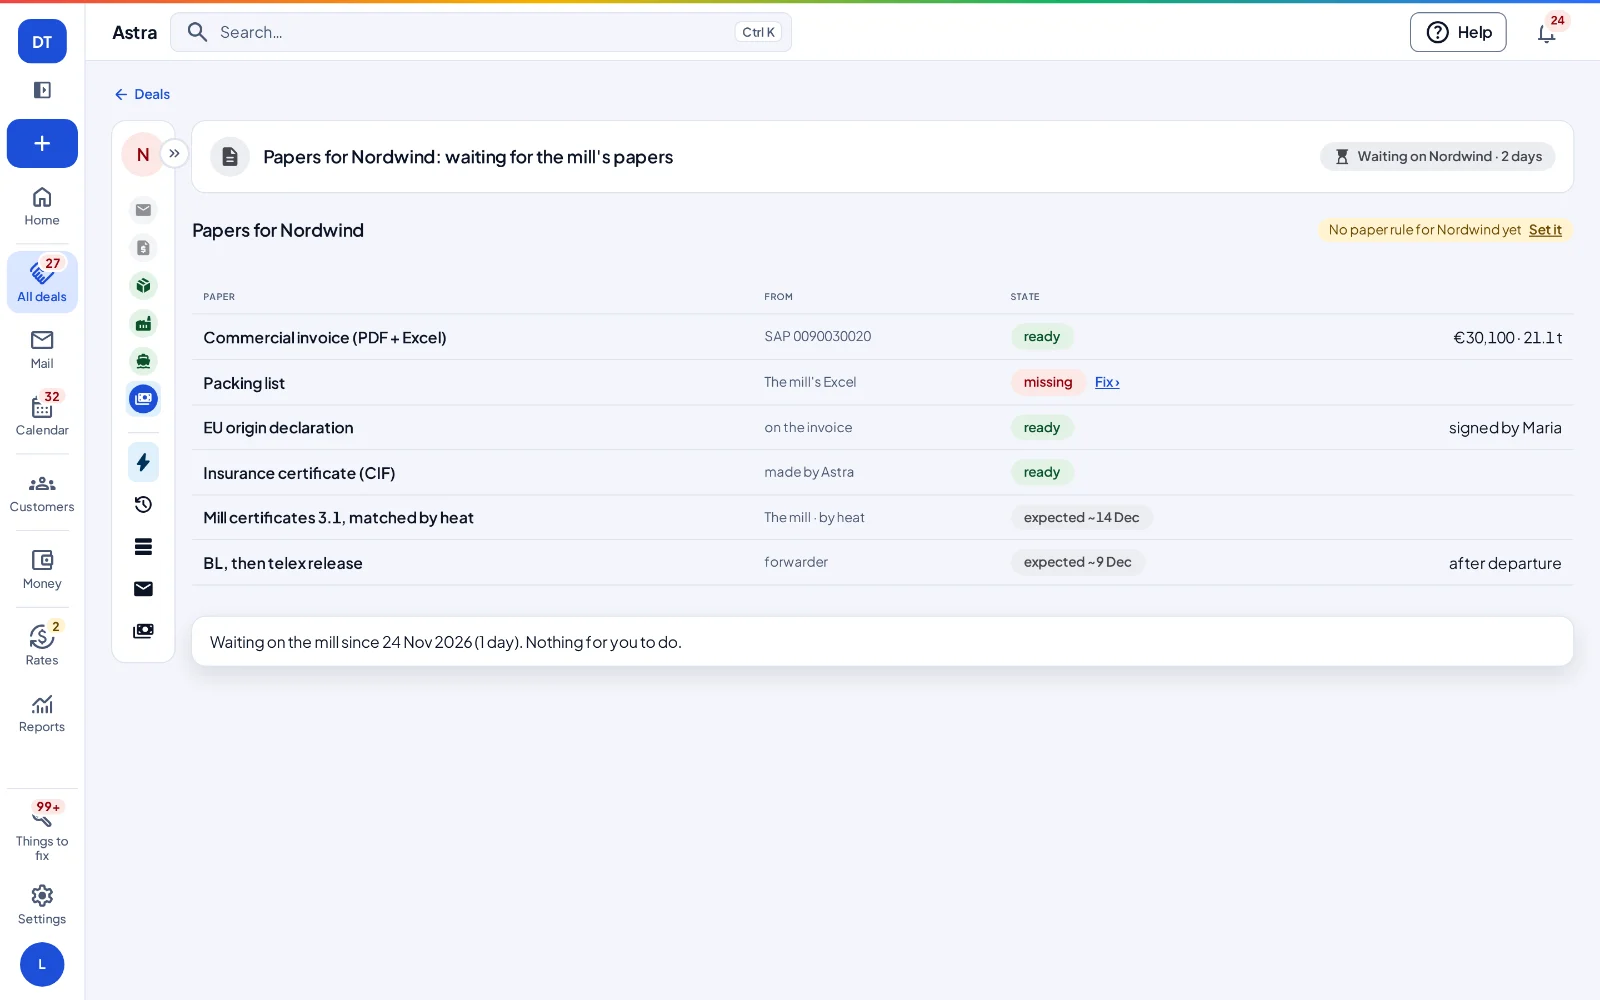 DT
Astra
Search...
Ctrl K
Help
24
Home
27
All deals
Mail
32
Calendar
Customers
Money
2
Rates
Reports
99+
Things to
fix
Settings
L
Deals
N
Papers for Nordwind: waiting for the mill's papers
Waiting on Nordwind · 2 days
Papers for Nordwind
No paper rule for Nordwind yet Set it
PAPER FROM STATE
Commercial invoice (PDF + Excel) SAP 0090030020 ready €30,100 · 21.1 t
Packing list The mill's Excel missing Fix ›
EU origin declaration on the invoice ready signed by Maria
Insurance certificate (CIF) made by Astra ready
Mill certificates 3.1, matched by heat The mill · by heat expected ~14 Dec
BL, then telex release forwarder expected ~9 Dec after departure
Waiting on the mill since 24 Nov 2026 (1 day). Nothing for you to do.